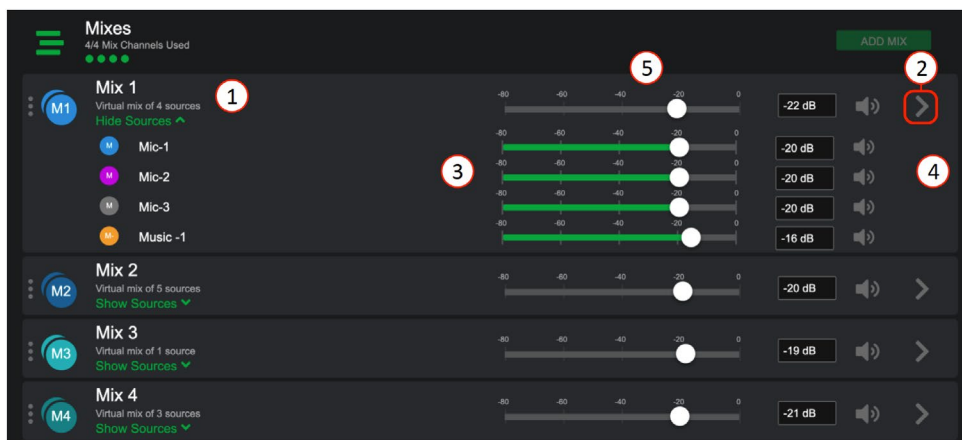 Mixes
4/4 Mix Channels Used
ADD MIX
5
2
M1
Mix 1
Virtual mix of 4 sources
Hide Sources
1
-80 -60 -40 -20 0
-22 dB
M Mic-1
-80 -60 -40 -20 0
-20 dB
3
4
M Mic-2
-80 -60 -40 -20 0
-20 dB
M Mic-3
-80 -60 -40 -20 0
-20 dB
M- Music -1
-80 -60 -40 -20 0
-16 dB
M2
Mix 2
Virtual mix of 5 sources
Show Sources
-80 -60 -40 -20 0
-20 dB
M3
Mix 3
Virtual mix of 1 source
Show Sources
-80 -60 -40 -20 0
-19 dB
M4
Mix 4
Virtual mix of 3 sources
Show Sources
-80 -60 -40 -20 0
-21 dB